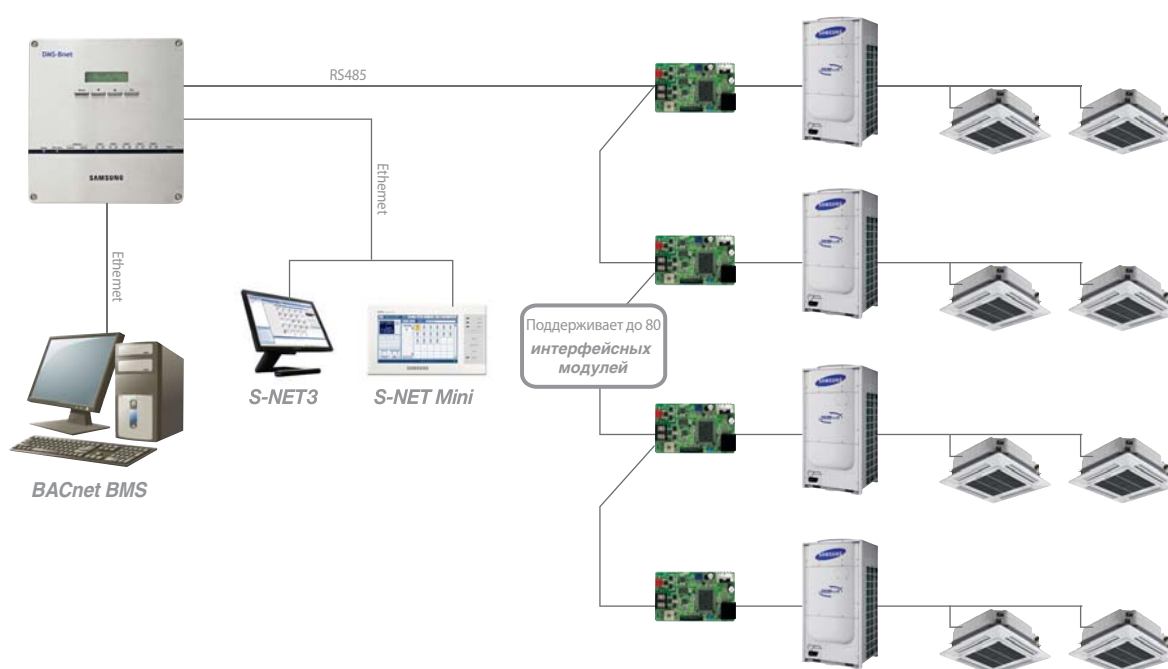 DMS-Bnet
SAMSUNG
RS485
Ethernet
Ethernet
BACnet BMS
S-NET3
S-NET Mini
SAMSUNG
Поддерживает до 80
интерфейсных
модулей
SAMSUNG
SAMSUNG
SAMSUNG
SAMSUNG